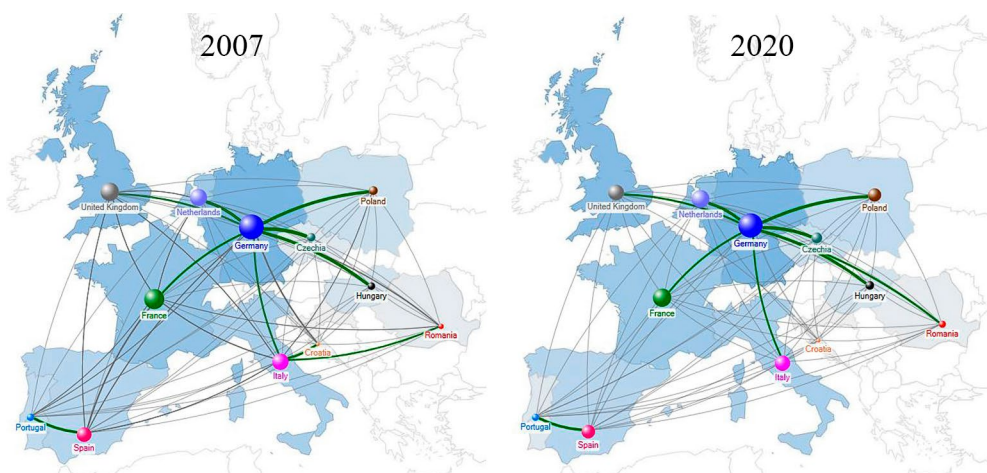 2007
United Kingdom
Netherlands
Poland
Germany
Czechia
Hungary
France
Romania
Croatia
Italy
Portugal
Spain
2020
United Kingdom
Netherlands
Poland
Germany
Czechia
Hungary
France
Romania
Croatia
Italy
Portugal
Spain